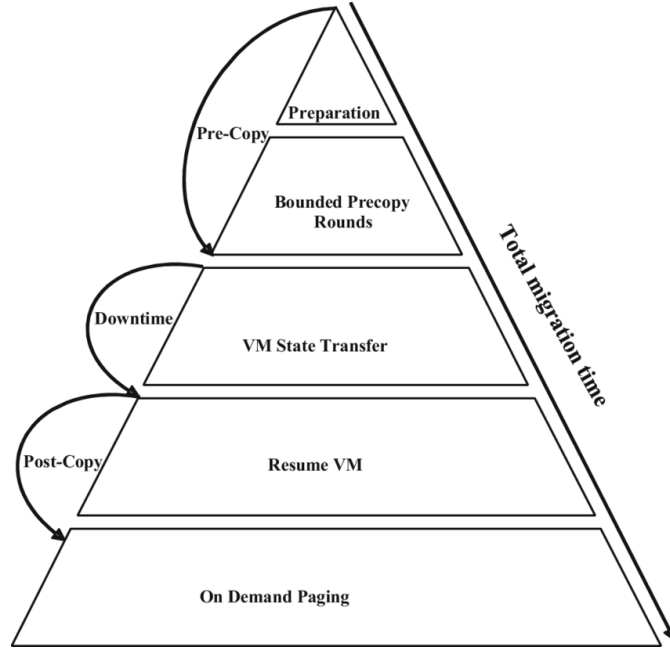 Preparation
Pre-Copy
Bounded Precopy
Rounds
Total migration time
Downtime
VM State Transfer
Post-Copy
Resume VM
On Demand Paging